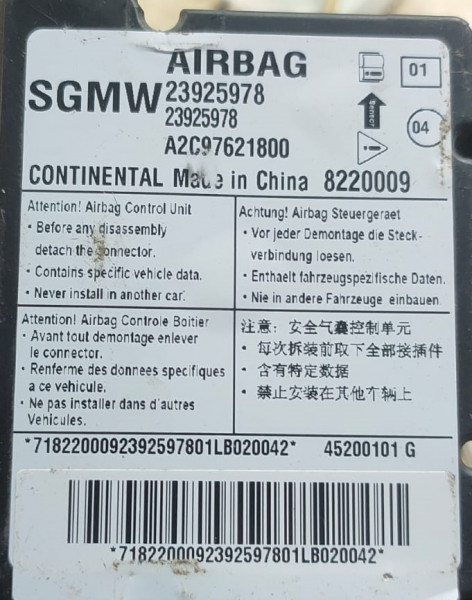 AIRBAG
01
SGMW 23925978
23925978
Sensor
04
A2C97621800
CONTINENTAL Made in China 8220009
Attention! Airbag Control Unit
· Before any disassembly
detach the connector.
· Contains specific vehicle data.
· Never install in another car.
Achtung! Airbag Steuergeraet
· Vor jeder Demontage die Steck-
verbindung loesen.
· Enthaelt fahrzeugspezifische Daten.
· Nie in andere Fahrzeuge einbauen
Attention! Airbag Controle Boitier
· Avant tout demontage enlever
le connector.
· Renferme des donnees specifiques
a ce vehicule.
· Ne pas installer dans d'autres
Vehicules.
注意: 安全气囊控制单元
· 每次拆装前取下全部接插件
· 含有特定数据
· 禁止安装在其他车辆上
*7182200092392597801LB020042* 45200101 G
*7182200092392597801LB020042*